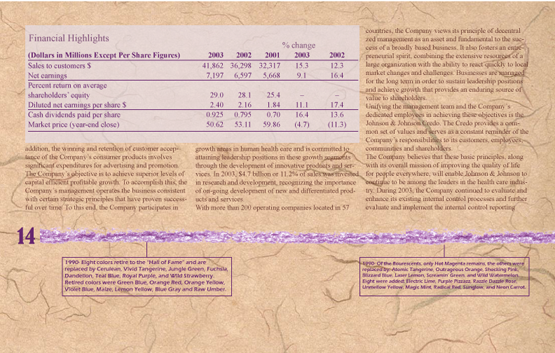 Financial Highlights
% change
(Dollars in Millions Except Per Share Figures) 2003 2002 2001 2003 2002
Sales to customers $ 41,862 36,298 32,317 15.3 12.3
Net earnings 7,197 6,597 5,668 9.1 16.4
Percent return on average
shareholders' equity 29.0 28.1 25.4 – –
Diluted net earnings per share $ 2.40 2.16 1.84 11.1 17.4
Cash dividends paid per share 0.925 0.795 0.70 16.4 13.6
Market price (year-end close) 50.62 53.11 59.86 (4.7) (11.3)
addition, the winning and retention of customer accep-
tance of the Company's consumer products involves
significant expenditures for advertising and promotion.
The Company's objective is to achieve superior levels of
capital efficient profitable growth. To accomplish this, the
Company's management operates the business consistent
with certain strategic principles that have proven success-
ful over time. To this end, the Company participates in
growth areas in human health care and is committed to
attaining leadership positions in these growth segments
through the development of innovative products and ser-
vices. In 2003, $4.7 billion or 11.2% of sales was invested
in research and development, recognizing the importance
of on-going development of new and differentiated prod-
ucts and services.
With more than 200 operating companies located in 57
countries, the Company views its principle of decentral
ized management as an asset and fundamental to the suc-
cess of a broadly based business. It also fosters an entre-
preneurial spirit, combining the extensive resources of a
large organization with the ability to react quickly to local
market changes and challenges. Businesses are managed
for the long term in order to sustain leadership positions
and achieve growth that provides an enduring source of
value to shareholders.
Unifying the management team and the Company's
dedicated employees in achieving these objectives is the
Johnson & Johnson Credo. The Credo provides a com-
mon set of values and serves as a constant reminder of the
Company's responsibilities to its customers, employees,
communities and shareholders.
The Company believes that these basic principles, along
with its overall mission of improving the quality of life
for people everywhere, will enable Johnson & Johnson to
continue to be among the leaders in the health care indus-
try. During 2003, the Company continued to evaluate and
enhance its existing internal control processes and further
evaluate and implement the internal control reporting
14
1990- Eight colors retire to the "Hall of Fame" and are
replaced by Cerulean, Vivid Tangerine, Jungle Green, Fuchsia,
Dandelion, Teal Blue, Royal Purple, and Wild Strawberry.
Retired colors were Green Blue, Orange Red, Orange Yellow,
Violet Blue, Maize, Lemon Yellow, Blue Gray and Raw Umber.
1990- Of the fluorescents, only Hot Magenta remains, the others were
replaced by: Atomic Tangerine, Outrageous Orange, Shocking Pink,
Blizzard Blue, Laser Lemon, Screamin Green, and Wild Watermelon.
Eight were added: Electric Lime, Purple Pizzazz, Razzle Dazzle Rose,
Unmellow Yellow, Magic Mint, Radical Red, Sunglow, and Neon Carrot.